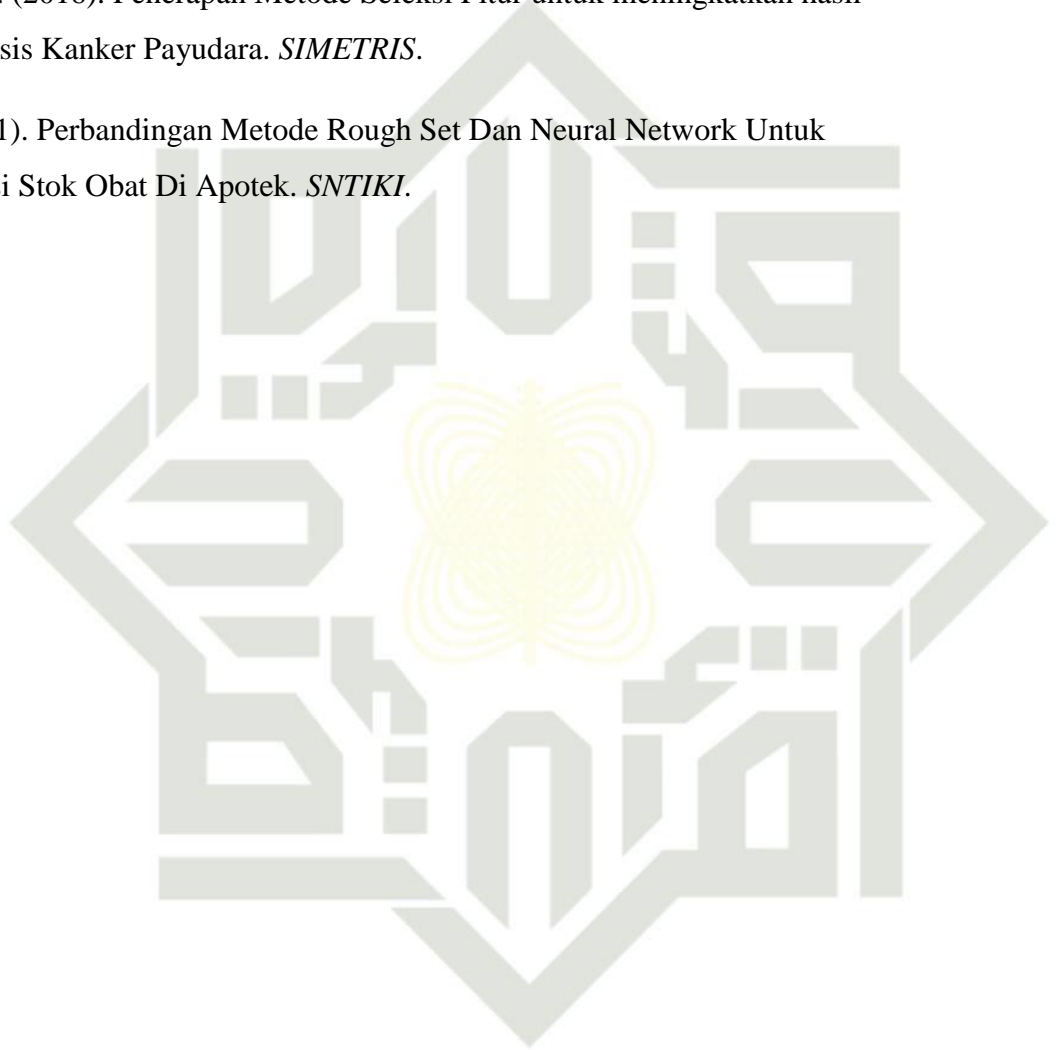 . (2016). Penerapan Metode Seleksi Fitur untuk meningkatkan hasil
sis Kanker Payudara. SIMETRIS.
1). Perbandingan Metode Rough Set Dan Neural Network Untuk
i Stok Obat Di Apotek. SNTIKI.